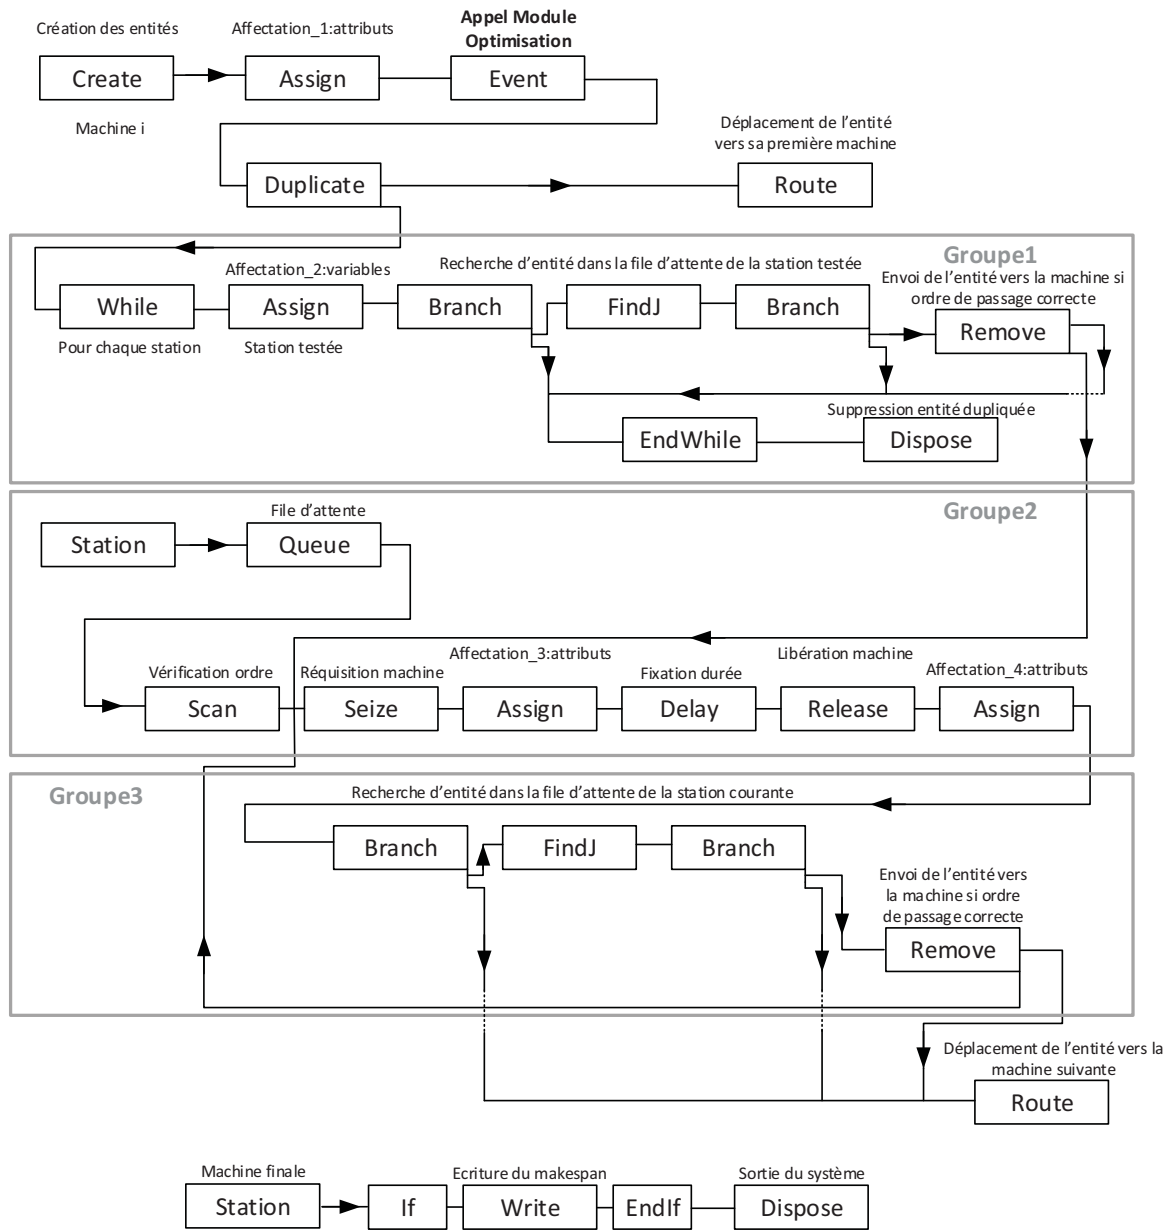 Création des entités
Affectation_1:attributs
Appel Module
Optimisation
Create
Assign
Event
Machine i
Déplacement de l'entité
vers sa première machine
Duplicate
Route
Groupe1
Affectation_2:variables
Recherche d'entité dans la file d'attente de la station testée
Envoi de l'entité vers la machine si
ordre de passage correcte
While
Assign
Branch
FindJ
Branch
Remove
Pour chaque station
Station testée
Suppression entité dupliquée
EndWhile
Dispose
Groupe2
File d'attente
Station
Queue
Vérification ordre
Réquisition machine
Affectation_3:attributs
Fixation durée
Libération machine
Affectation_4:attributs
Scan
Seize
Assign
Delay
Release
Assign
Groupe3
Recherche d'entité dans la file d'attente de la station courante
Branch
FindJ
Branch
Envoi de l'entité vers
la machine si ordre
de passage correcte
Remove
Déplacement de l'entité vers la
machine suivante
Route
Machine finale
Ecriture du makespan
Sortie du système
Station
If
Write
EndIf
Dispose